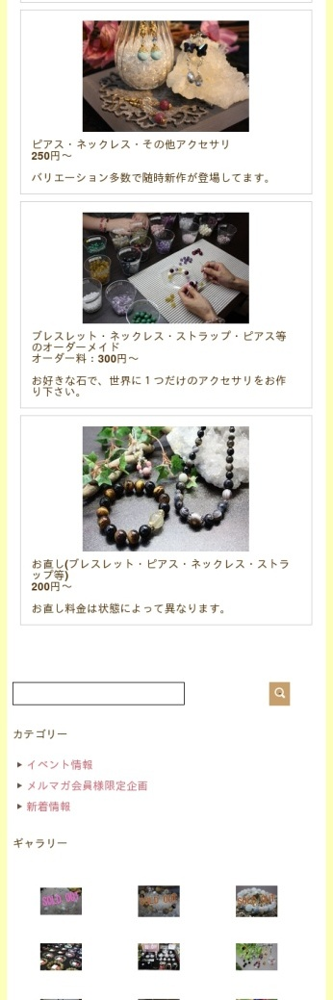 ピアス・ネックレス・その他アクセサリ
250円～
バリエーション多数で随時新作が登場してます。
ブレスレット・ネックレス・ストラップ・ピアス等
のオーダーメイド
オーダー料：300円～
お好きな石で、世界に１つだけのアクセサリをお作
り下さい。
お直し(ブレスレット・ピアス・ネックレス・ストラ
ップ等)
200円～
お直し料金は状態によって異なります。
カテゴリー
イベント情報
メルマガ会員様限定企画
新着情報
ギャラリー
SOLD OUT
SOLD OUT
SOLD OUT